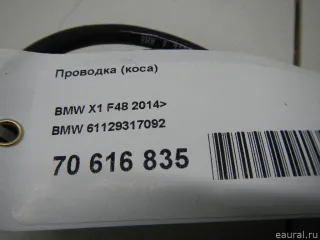 Проводка (коса)
BMW X1 F48 2014>
BMW 61129317092
70 616 835
eaural.ru